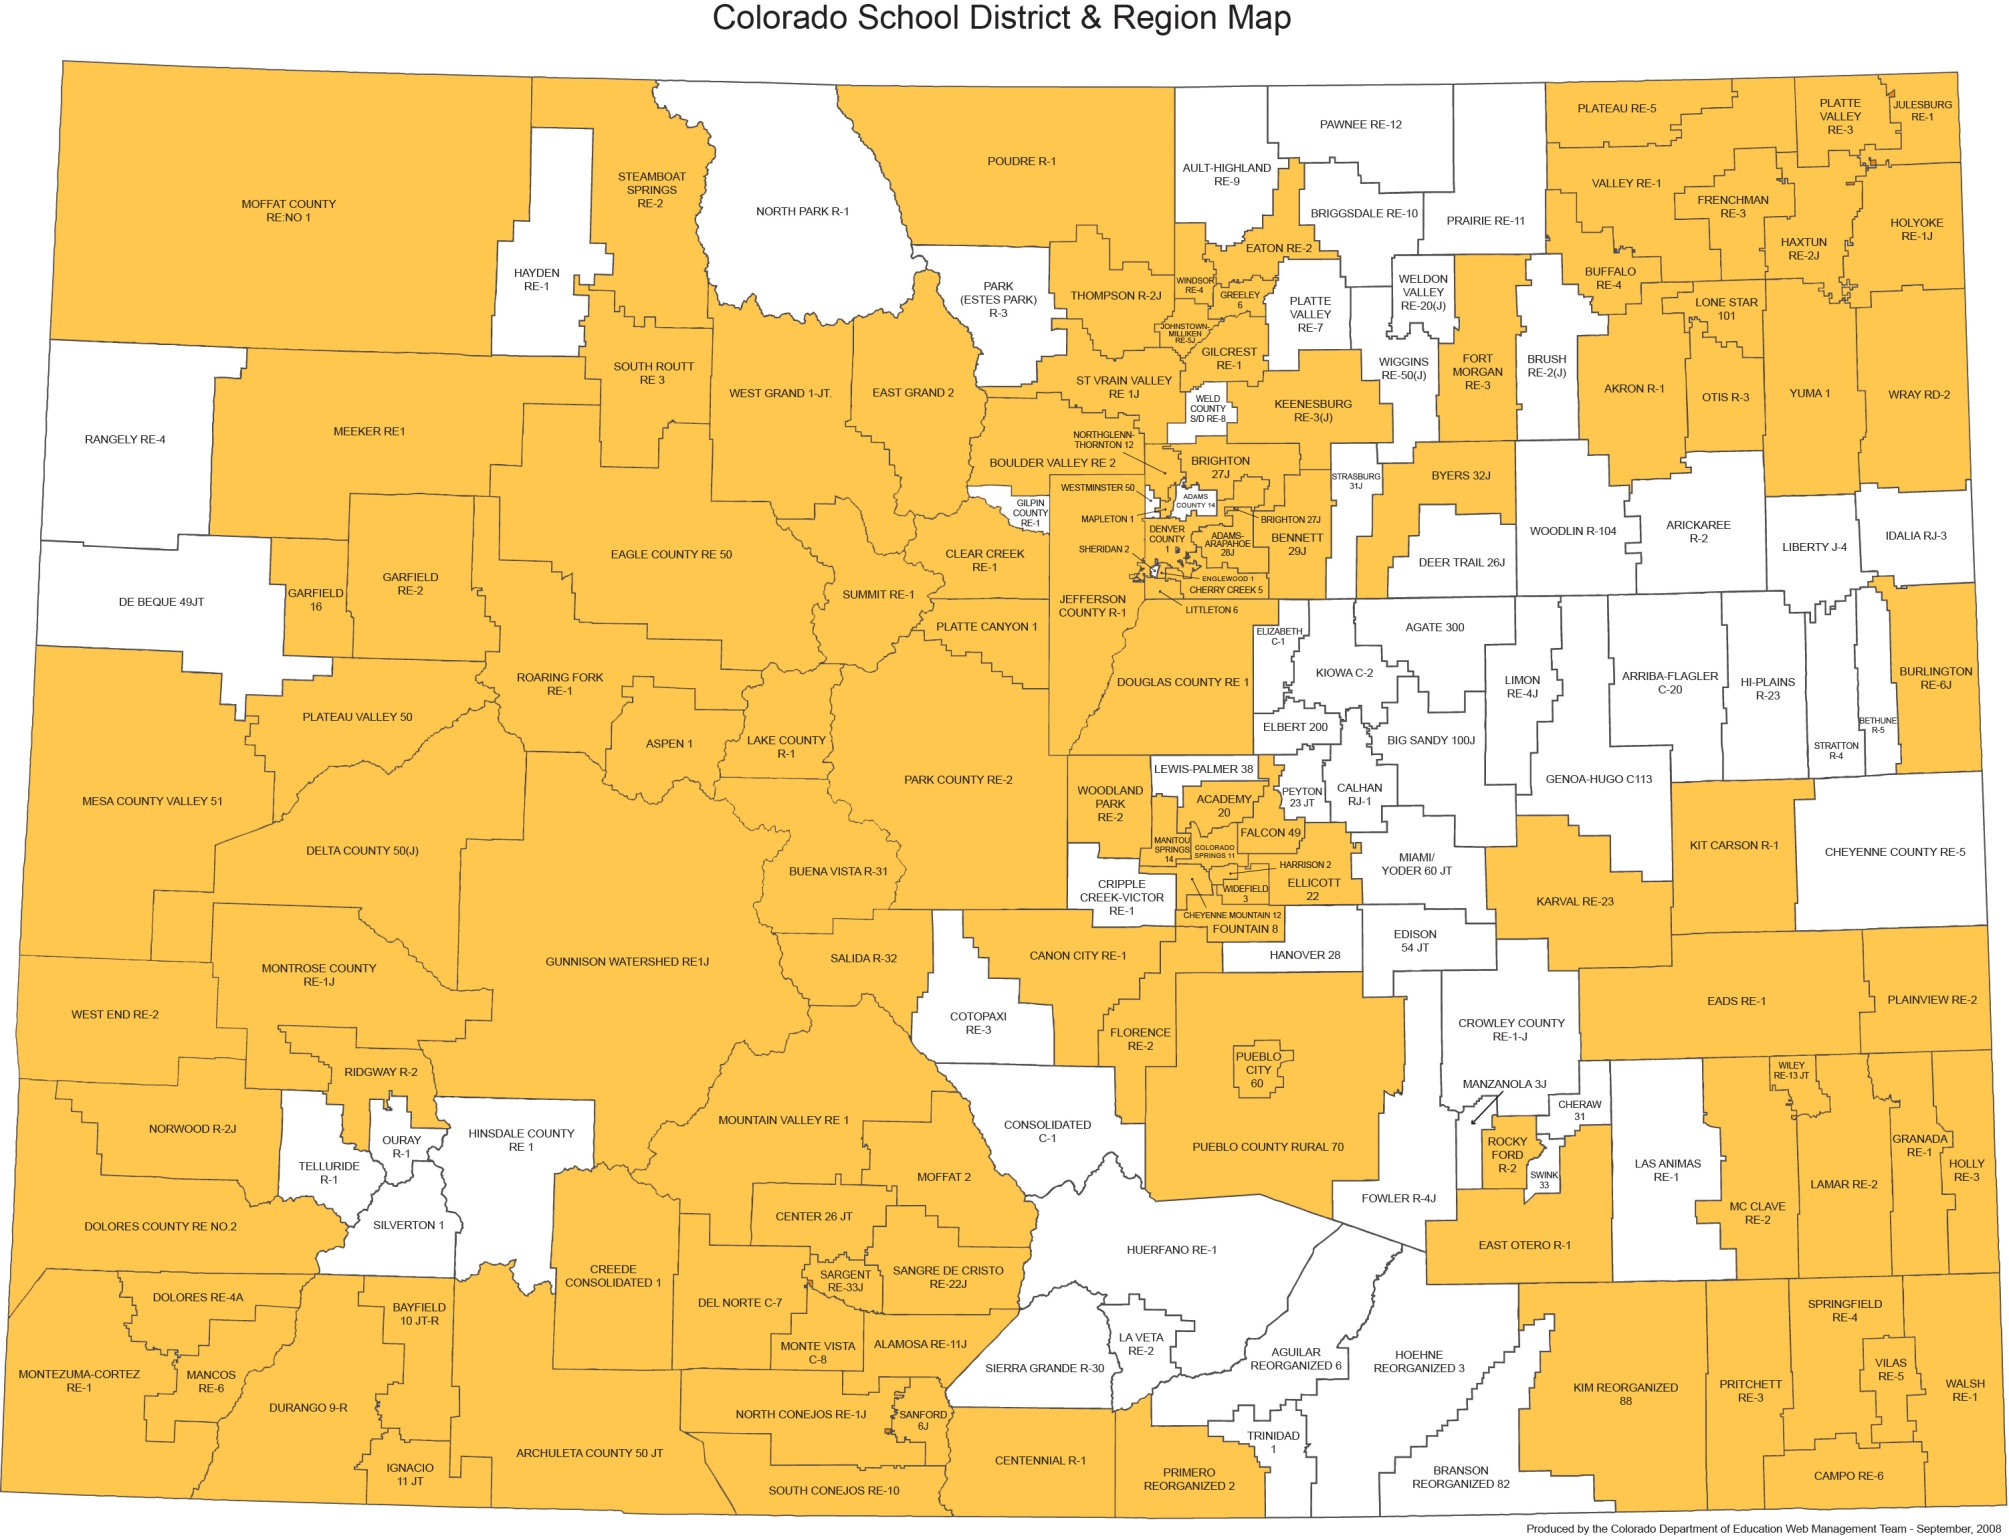 Colorado School District & Region Map
MOFFAT COUNTY
RE:NO 1
HAYDEN
RE-1
STEAMBOAT
SPRINGS
RE-2
NORTH PARK R-1
POUDRE R-1
AULT-HIGHLAND
RE-9
PAWNEE RE-12
BRIGGSDALE RE-10
PRAIRIE RE-11
PLATEAU RE-5
PLATTE
VALLEY
RE-3
JULESBURG
RE-1
VALLEY RE-1
FRENCHMAN
RE-3
HAXTUN
RE-2J
HOLYOKE
RE-1J
BUFFALO
RE-4
LONE STAR
101
PARK
(ESTES PARK)
R-3
THOMPSON R-2J
WINDSOR
RE-4
EATON RE-2
GREELEY
6
JOHNSTOWN-
MILLIKEN
RE-5J
GILCREST
RE-1
PLATTE
VALLEY
RE-7
WELDON
VALLEY
RE-20(J)
WIGGINS
RE-50(J)
FORT
MORGAN
RE-3
BRUSH
RE-2(J)
AKRON R-1
OTIS R-3
YUMA 1
WRAY RD-2
RANGELY RE-4
MEEKER RE1
SOUTH ROUTT
RE 3
WEST GRAND 1-JT.
EAST GRAND 2
ST VRAIN VALLEY
RE 1J
WELD
COUNTY
S/D RE-8
KEENESBURG
RE-3(J)
NORTHGLENN-
THORNTON 12
BOULDER VALLEY RE 2
BRIGHTON
27J
WESTMINSTER 50
ADAMS
COUNTY 14
MAPLETON 1
BRIGHTON 27J
GILPIN
COUNTY
RE-1
DENVER
COUNTY
1
ADAMS-
ARAPAHOE
28J
BENNETT
29J
SHERIDAN 2
ENGLEWOOD 1
CHERRY CREEK 5
LITTLETON 6
STRASBURG
31J
BYERS 32J
DEER TRAIL 26J
WOODLIN R-104
ARICKAREE
R-2
LIBERTY J-4
IDALIA RJ-3
DE BEQUE 49JT
GARFIELD
16
GARFIELD
RE-2
EAGLE COUNTY RE 50
SUMMIT RE-1
CLEAR CREEK
RE-1
PLATTE CANYON 1
JEFFERSON
COUNTY R-1
DOUGLAS COUNTY RE 1
ELIZABETH
C-1
KIOWA C-2
AGATE 300
ELBERT 200
BIG SANDY 100J
LIMON
RE-4J
GENOA-HUGO C113
ARRIBA-FLAGLER
C-20
HI-PLAINS
R-23
STRATTON
R-4
BETHUNE
R-5
BURLINGTON
RE-6J
PLATEAU VALLEY 50
ROARING FORK
RE-1
ASPEN 1
LAKE COUNTY
R-1
PARK COUNTY RE-2
MESA COUNTY VALLEY 51
DELTA COUNTY 50(J)
BUENA VISTA R-31
WOODLAND
PARK
RE-2
LEWIS-PALMER 38
ACADEMY
20
PEYTON
23 JT
CALHAN
RJ-1
MANITOU
SPRINGS
14
COLORADO
SPRINGS 11
FALCON 49
HARRISON 2
WIDEFIELD
3
ELLICOTT
22
CHEYENNE MOUNTAIN 12
FOUNTAIN 8
MIAMI/
YODER 60 JT
CRIPPLE
CREEK-VICTOR
RE-1
HANOVER 28
EDISON
54 JT
KARVAL RE-23
KIT CARSON R-1
CHEYENNE COUNTY RE-5
WEST END RE-2
MONTROSE COUNTY
RE-1J
GUNNISON WATERSHED RE1J
SALIDA R-32
COTOPAXI
RE-3
CANON CITY RE-1
FLORENCE
RE-2
PUEBLO
CITY
60
PUEBLO COUNTY RURAL 70
CROWLEY COUNTY
RE-1-J
EADS RE-1
PLAINVIEW RE-2
RIDGWAY R-2
NORWOOD R-2J
TELLURIDE
R-1
OURAY
R-1
HINSDALE COUNTY
RE 1
SILVERTON 1
MOUNTAIN VALLEY RE 1
MOFFAT 2
CONSOLIDATED
C-1
MANZANOLA 3J
CHERAW
31
ROCKY
FORD
R-2
SWINK
33
FOWLER R-4J
LAS ANIMAS
RE-1
WILEY
RE-13 JT
MC CLAVE
RE-2
LAMAR RE-2
GRANADA
RE-1
HOLLY
RE-3
EAST OTERO R-1
DOLORES COUNTY RE NO.2
CREEDE
CONSOLIDATED 1
CENTER 26 JT
SARGENT
RE-33J
SANGRE DE CRISTO
RE-22J
DEL NORTE C-7
MONTE VISTA
C-8
ALAMOSA RE-11J
HUERFANO RE-1
LA VETA
RE-2
SIERRA GRANDE R-30
AGUILAR
REORGANIZED 6
HOEHNE
REORGANIZED 3
DOLORES RE-4A
MONTEZUMA-CORTEZ
RE-1
MANCOS
RE-6
DURANGO 9-R
BAYFIELD
10 JT-R
IGNACIO
11 JT
ARCHULETA COUNTY 50 JT
NORTH CONEJOS RE-1J
SANFORD
6J
SOUTH CONEJOS RE-10
CENTENNIAL R-1
PRIMERO
REORGANIZED 2
TRINIDAD
1
BRANSON
REORGANIZED 82
KIM REORGANIZED
88
PRITCHETT
RE-3
SPRINGFIELD
RE-4
VILAS
RE-5
WALSH
RE-1
CAMPO RE-6
Produced by the Colorado Department of Education Web Management Team - September, 2008